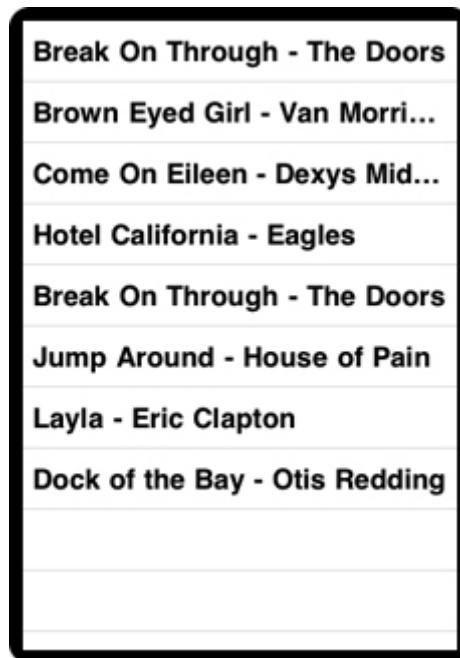 Break On Through - The Doors
Brown Eyed Girl - Van Morri...
Come On Eileen - Dexys Mid...
Hotel California - Eagles
Break On Through - The Doors
Jump Around - House of Pain
Layla - Eric Clapton
Dock of the Bay - Otis Redding